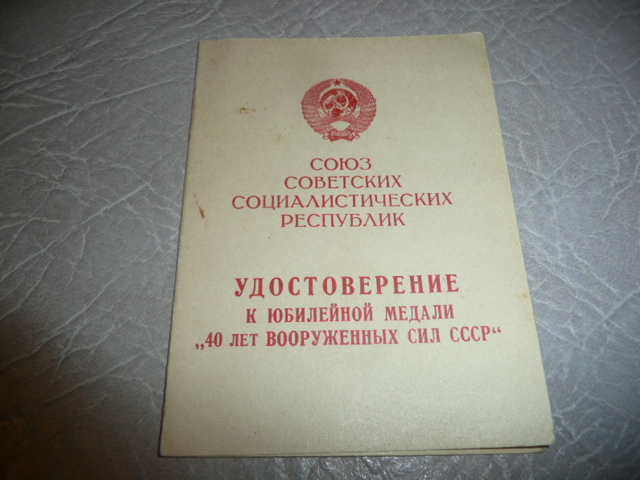 СОЮЗ
СОВЕТСКИХ
СОЦИАЛИСТИЧЕСКИХ
РЕСПУБЛИК
УДОСТОВЕРЕНИЕ
К ЮБИЛЕЙНОЙ МЕДАЛИ
„40 ЛЕТ ВООРУЖЕННЫХ СИЛ СССР“